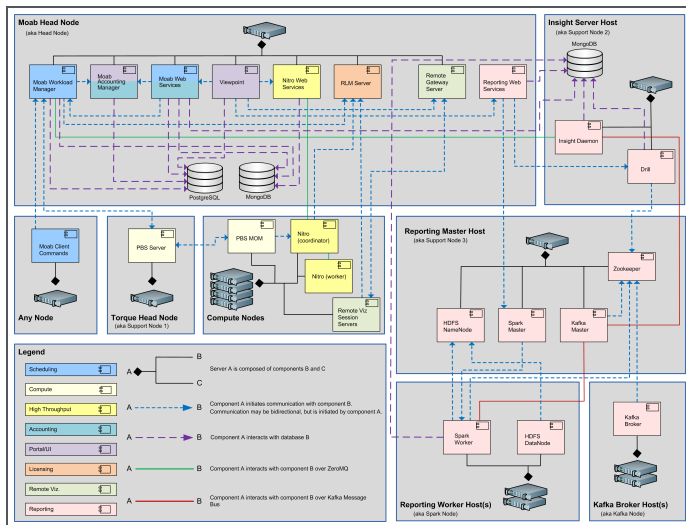 Moab Head Node
(aka Head Node)
Moab Workload
Manager
Moab
Accounting
Manager
Moab Web
Services
Viewpoint
Nitro Web
Services
RLM Server
Remote
Gateway
Server
Reporting Web
Services
PostgreSQL
MongoDB
Insight Server Host
(aka Support Node 2)
MongoDB
Insight Daemon
Drill
Moab Client
Commands
Any Node
PBS Server
Torque Head Node
(aka Support Node 1)
PBS MOM
Nitro
(coordinator)
Nitro (worker)
Remote Viz
Session
Servers
Compute Nodes
Reporting Master Host
(aka Support Node 3)
Zookeeper
HDFS
NameNode
Spark
Master
Kafka
Master
Legend
Scheduling
Compute
High Throughput
Accounting
Portal/UI
Licensing
Remote Viz.
Reporting
A
B
C
Server A is composed of components B and C
A
B
Component A initiates communication with component B.
Communication may be bidirectional, but is initiated by component A.
A
B
Component A interacts with database B
A
B
Component A interacts with component B over ZeroMQ
A
B
Component A interacts with component B over Kafka Message
Bus
Spark
Worker
HDFS
DataNode
Reporting Worker Host(s)
(aka Spark Node)
Kafka
Broker
Kafka Broker Host(s)
(aka Kafka Node)